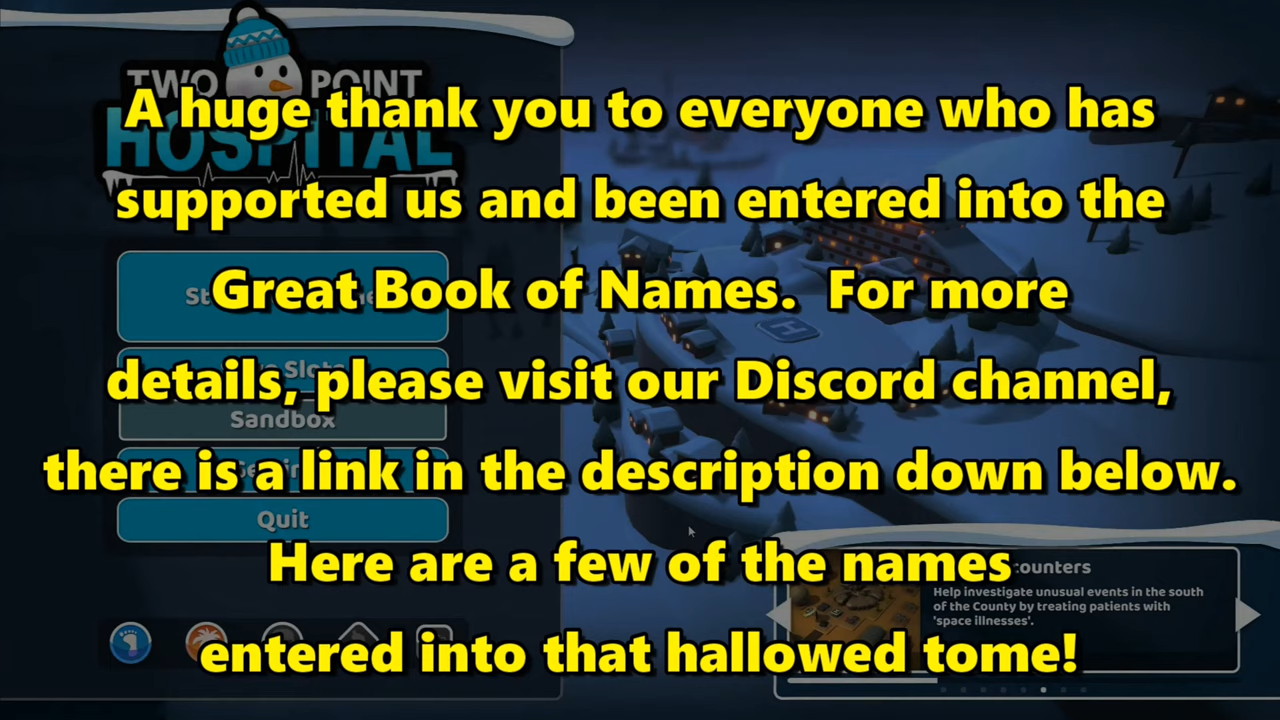 TWO POINT
HOSPITAL
A huge thank you to everyone who has
supported us and been entered into the
Great Book of Names. For more
details, please visit our Discord channel,
there is a link in the description down below.
Here are a few of the names
entered into that hallowed tome!
Sandbox
Quit
Help investigate unusual events in the south
of the County by treating patients with
'space illnesses'.